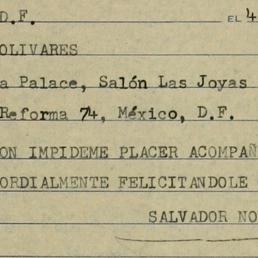 D.F. EL 4
OLIVARES
a Palace, Salón Las Joyas
Reforma 74, México, D.F.
ON IMPIDEME PLACER ACOMPAÑ
ORDIALMENTE FELICITANDOLE
SALVADOR NO